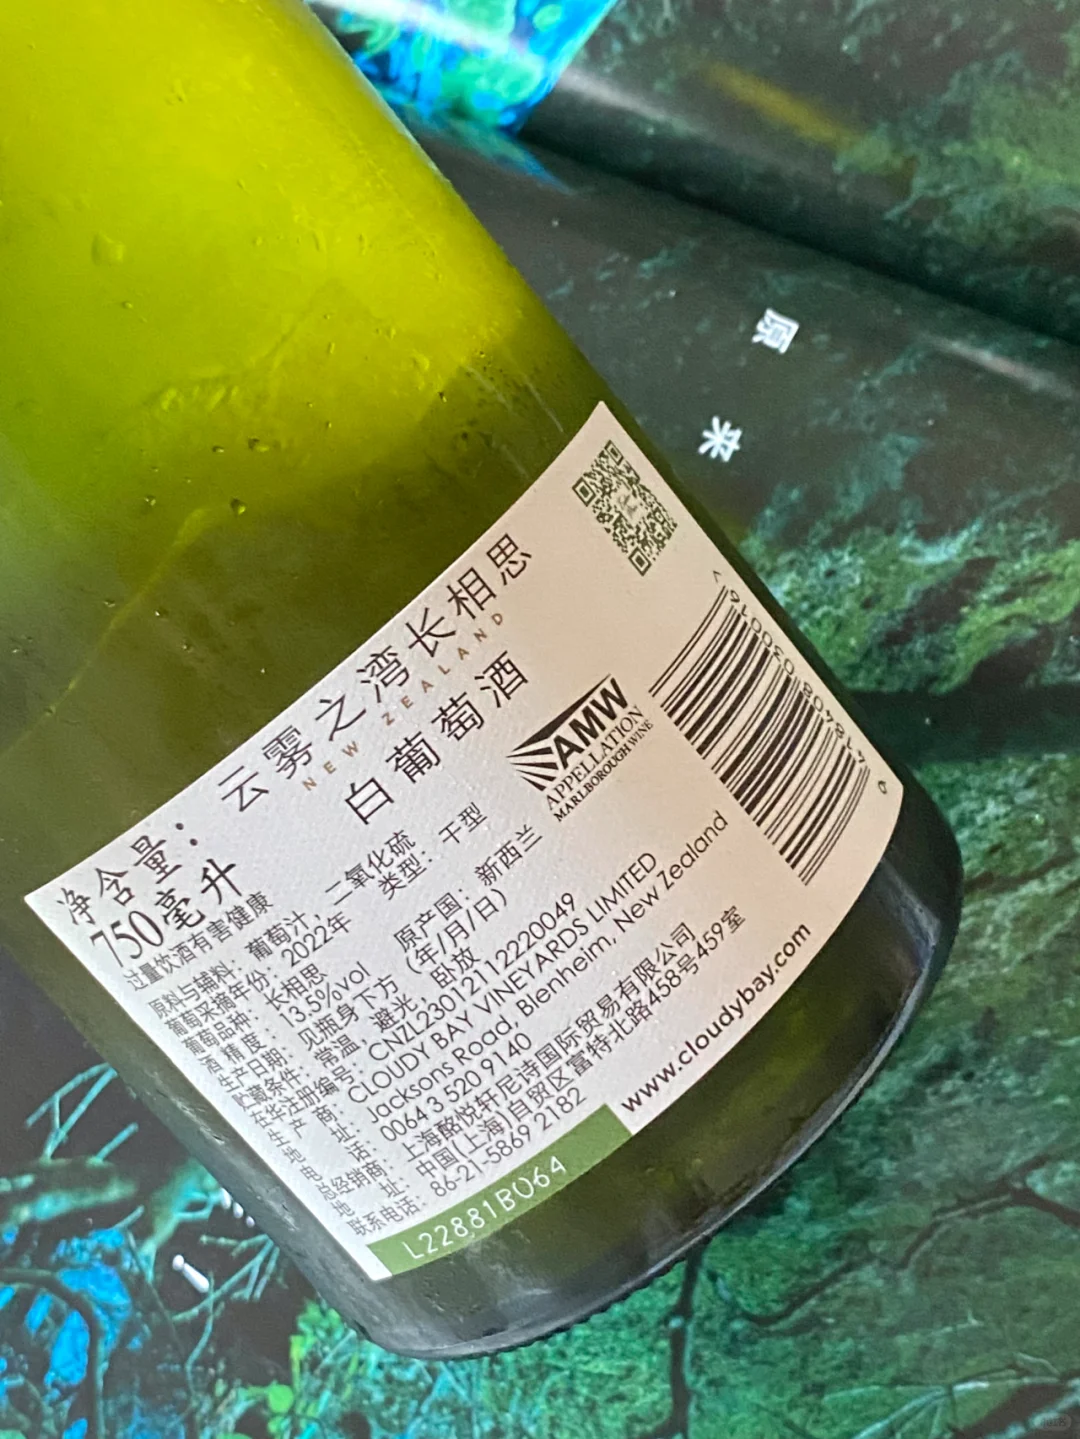 原
来
云雾之湾长相思
NEW ZEALAND
白葡萄酒
AMW
APPELLATION
MARLBOROUGH WINE
净含量：
750毫升
过量饮酒有害健康
原料与辅料：葡萄汁，二氧化硫
葡萄采摘年份：2022年 类型：干型
葡萄品种：长相思
酒精度：13.5%vol 原产国：新西兰
生产日期：见瓶身下方（年/月/日）
贮藏条件：常温，避光，卧放
在华注册编号：CNZL23012112220049
生产商：CLOUDY BAY VINEYARDS LIMITED
地址：Jacksons Road, Blenheim, New Zealand
电话：0064 3 520 9140
总经销商：上海酩悦轩尼诗国际贸易有限公司
地址：中国(上海)自贸区富特北路458号459室
联系电话：86-21-5869 2182
www.cloudybay.com
L22881B064